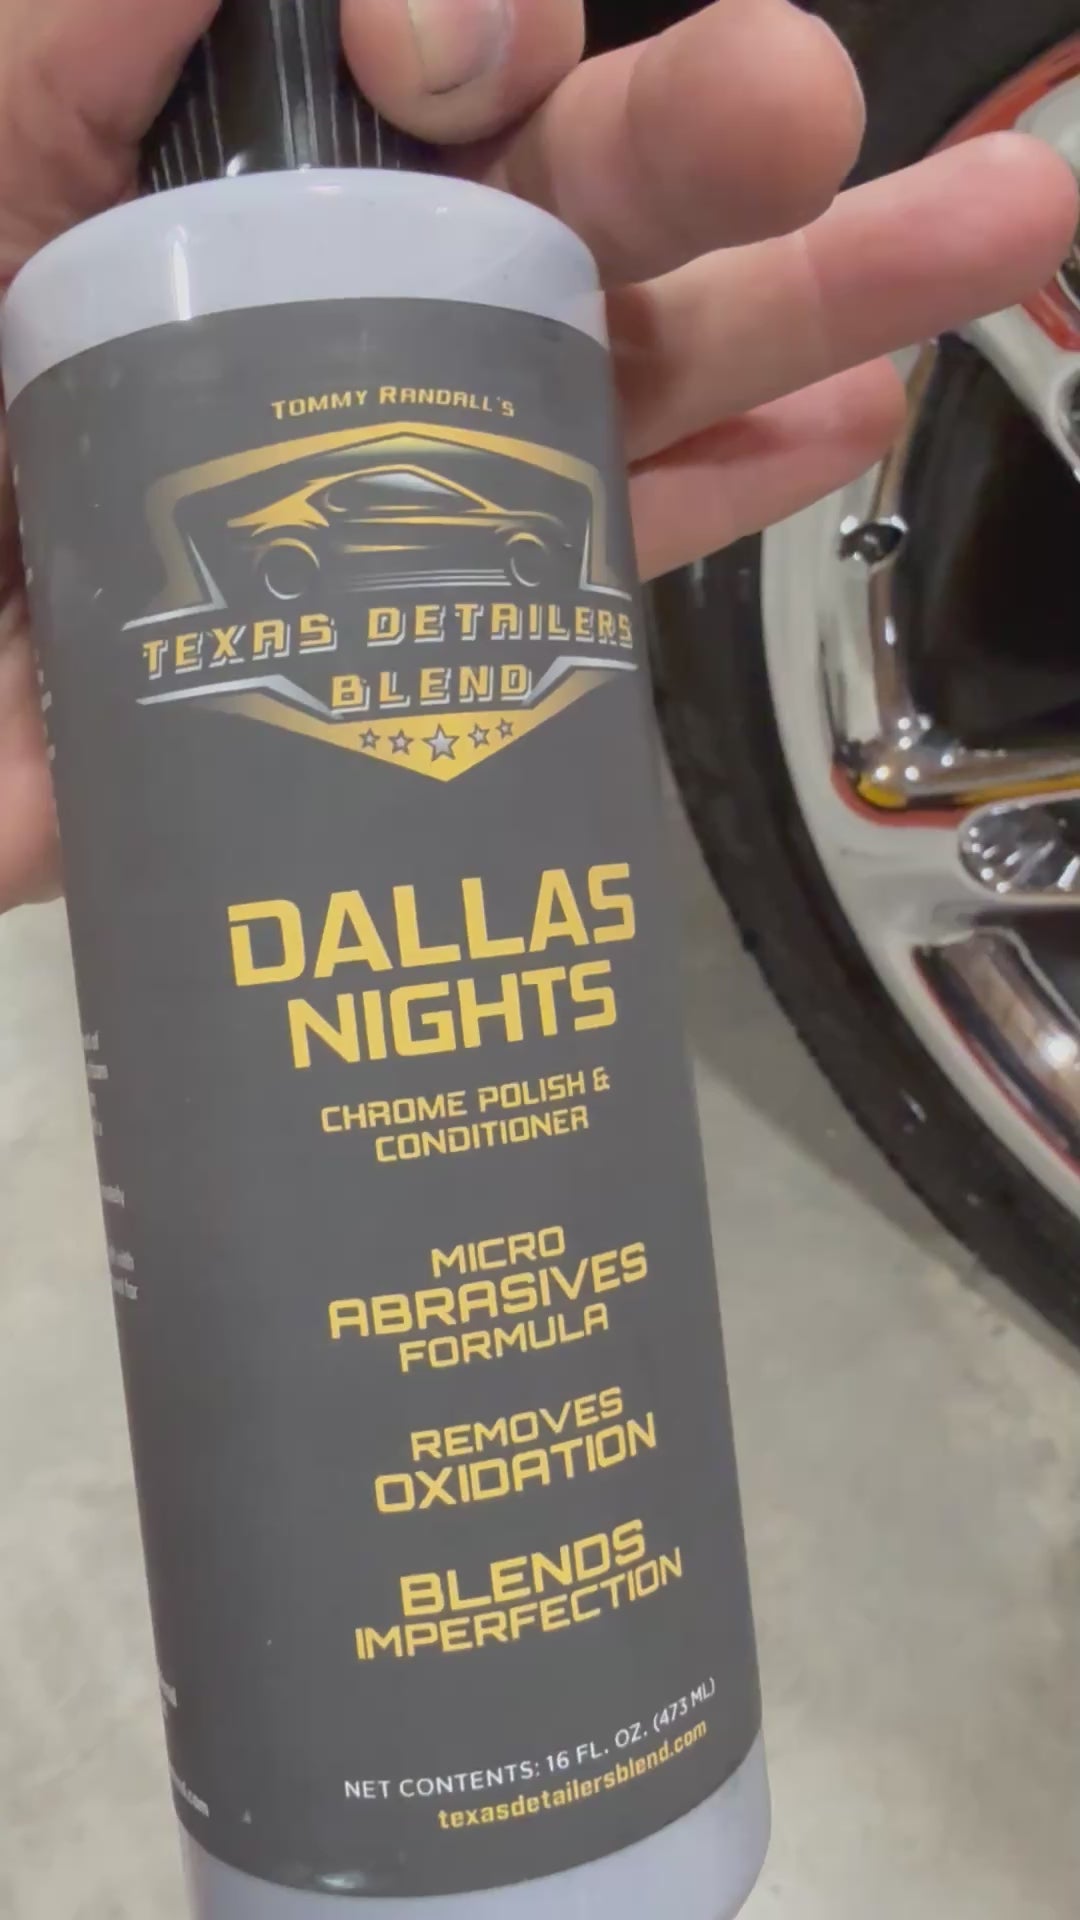 TOMMY RANDALL'S
TEXAS DETAILERS
BLEND
DALLAS
NIGHTS
CHROME POLISH &
CONDITIONER
MICRO
ABRASIVES
FORMULA
REMOVES
OXIDATION
BLENDS
IMPERFECTION
NET CONTENTS: 16 FL. OZ. (473 ML)
texasdetailersblend.com